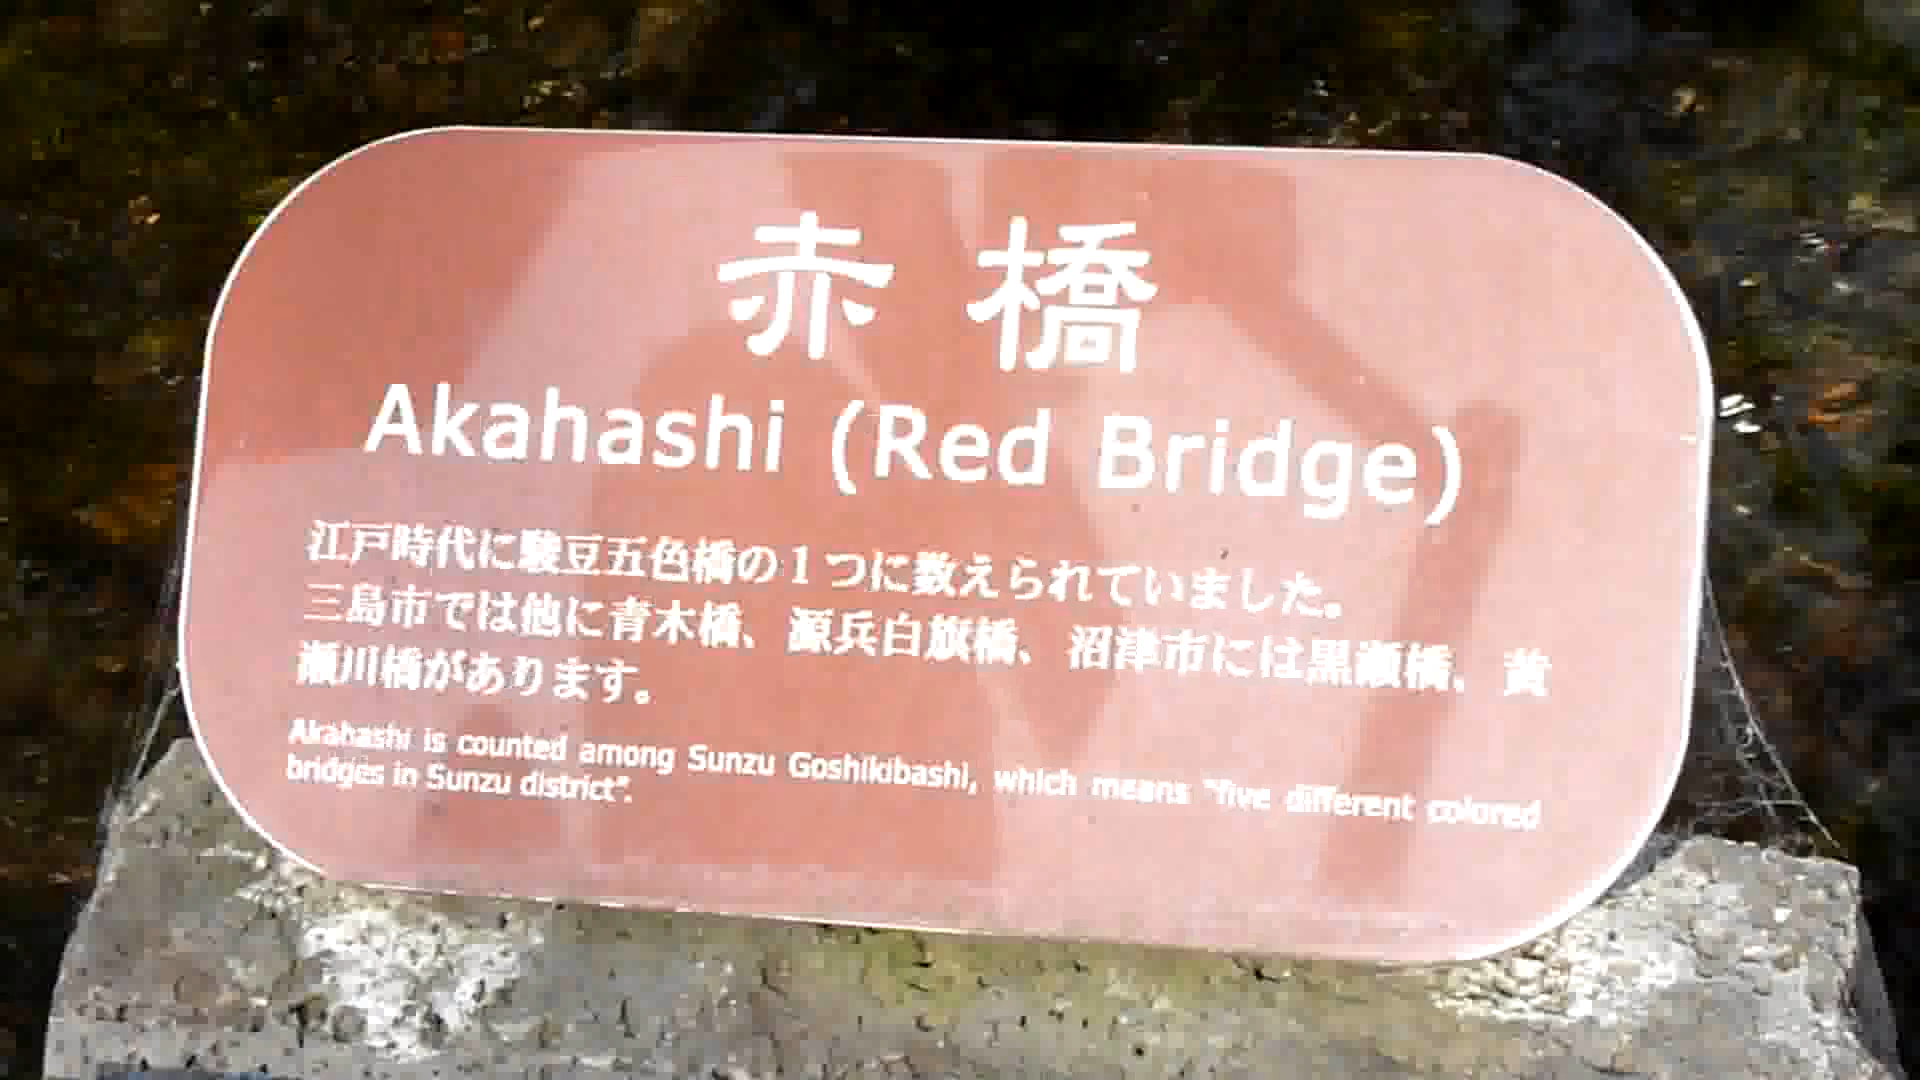 赤橋
Akahashi (Red Bridge)
江戸時代に駿豆五色橋の1つに数えられていました。
三島市では他に青木橋、源兵白旗橋、沼津市には黒瀬橋、黄
瀬川橋があります。
Akahashi is counted among Sunzu Goshikibashi, which means "five different colored
bridges in Sunzu district".